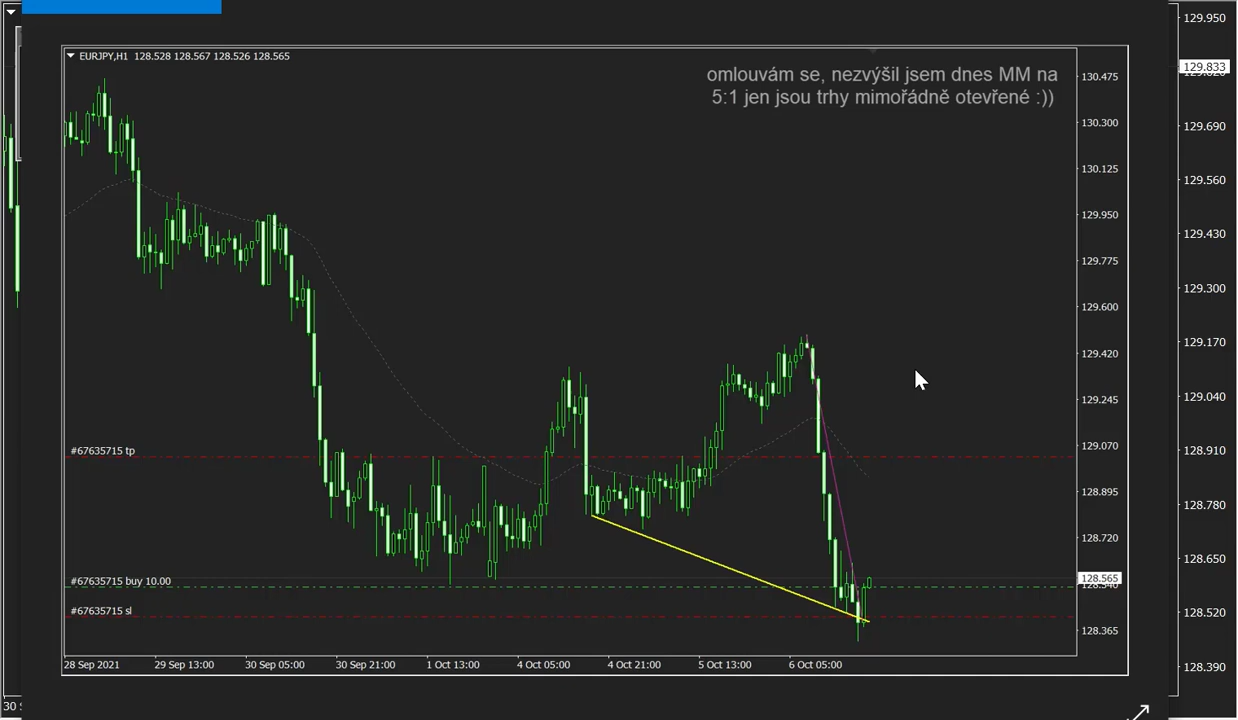 EURJPY,H1 128.528 128.567 128.526 128.565
omlouvám se, nezvýšil jsem dnes MM na
5:1 jen jsou trhy mimořádně otevřené :))
130.475
130.300
130.125
129.950
129.775
129.600
129.420
129.245
129.070
128.895
128.720
128.565
128.540
128.365
#67635715 tp
#67635715 buy 10.00
#67635715 sl
28 Sep 2021
29 Sep 13:00
30 Sep 05:00
30 Sep 21:00
1 Oct 13:00
4 Oct 05:00
4 Oct 21:00
5 Oct 13:00
6 Oct 05:00
129.950
129.833
129.690
129.560
129.430
129.300
129.170
129.040
128.910
128.780
128.650
128.520
128.390
30